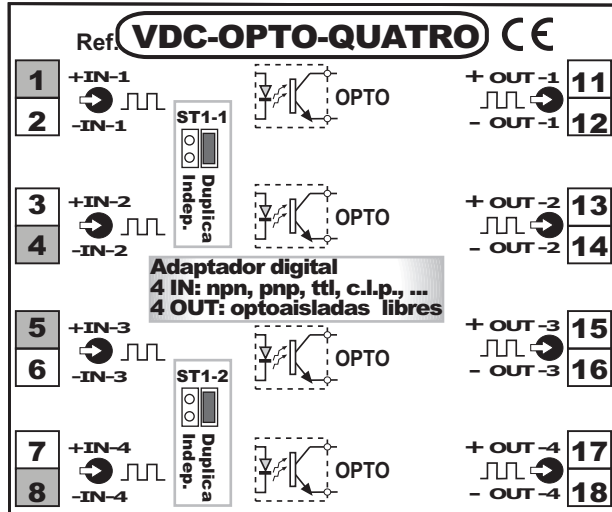 Ref. VDC-OPTO-QUATRO CE
1 +IN-1 OPTO + OUT -1 11
2 -IN-1 - OUT -1 12
ST1-1
Indep. Duplica
3 +IN-2 OPTO + OUT -2 13
4 -IN-2 - OUT -2 14
Adaptador digital
4 IN: npn, pnp, ttl, c.l.p., ...
4 OUT: optoaisladas libres
5 +IN-3 OPTO + OUT -3 15
6 -IN-3 - OUT -3 16
ST1-2
Indep. Duplica
7 +IN-4 OPTO + OUT -4 17
8 -IN-4 - OUT -4 18